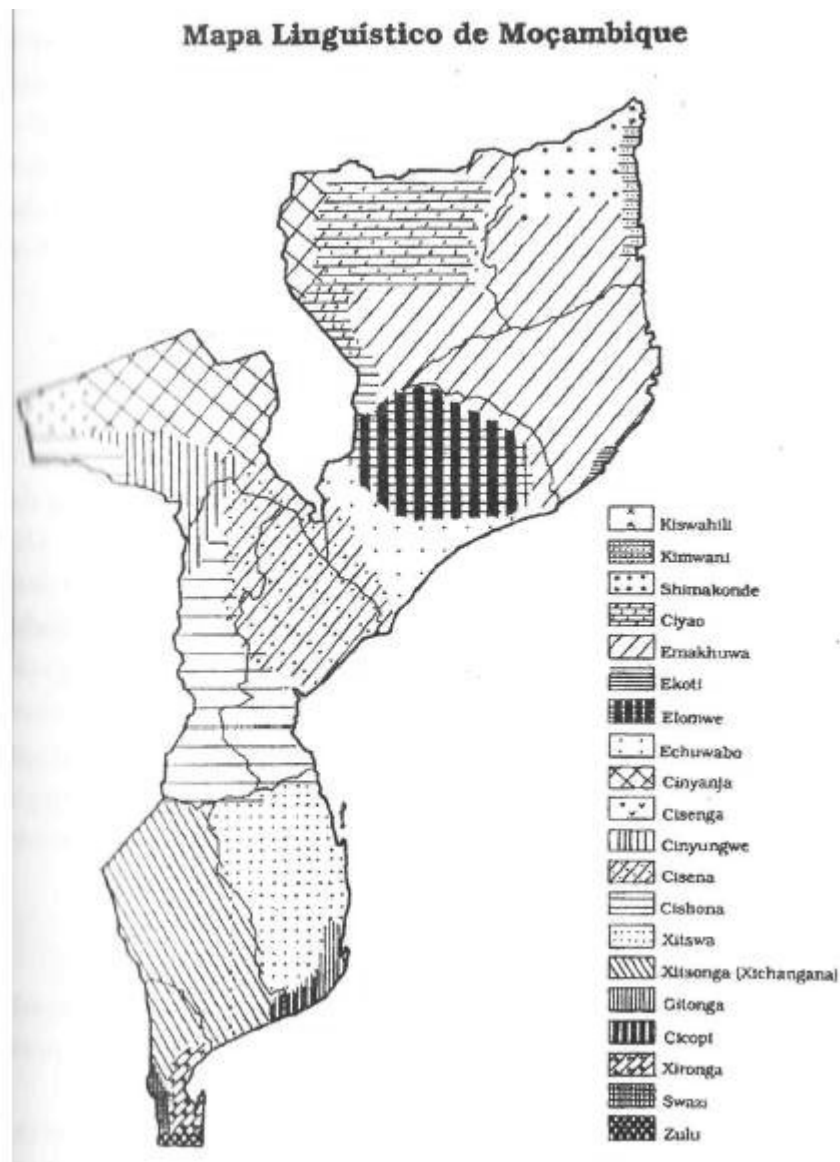 Mapa Linguístico de Moçambique
Kiswahili
Kimwani
Shimakonde
Ciyao
Emakhuwa
Ekoti
Elomwe
Echuwabo
Cinyanja
Cisenga
Cinyungwe
Cisena
Cishona
Xitswa
Xitsonga (Xichangana)
Gitonga
Cicopi
Xironga
Swazi
Zulu